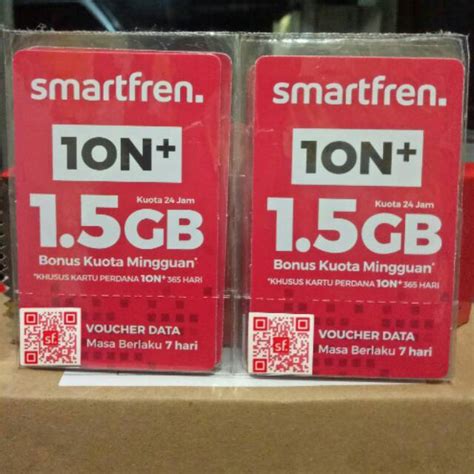 smartfren.
1ON+
Kuota 24 Jam
1.5GB
Bonus Kuota Mingguan*
*KHUSUS KARTU PERDANA 1ON+ 365 HARI
sf.
VOUCHER DATA
Masa Berlaku 7 hari
smartfren.
1ON+
Kuota 24 Jam
1.5GB
Bonus Kuota Mingguan*
*KHUSUS KARTU PERDANA 1ON+ 365 HARI
sf.
VOUCHER DATA
Masa Berlaku 7 hari